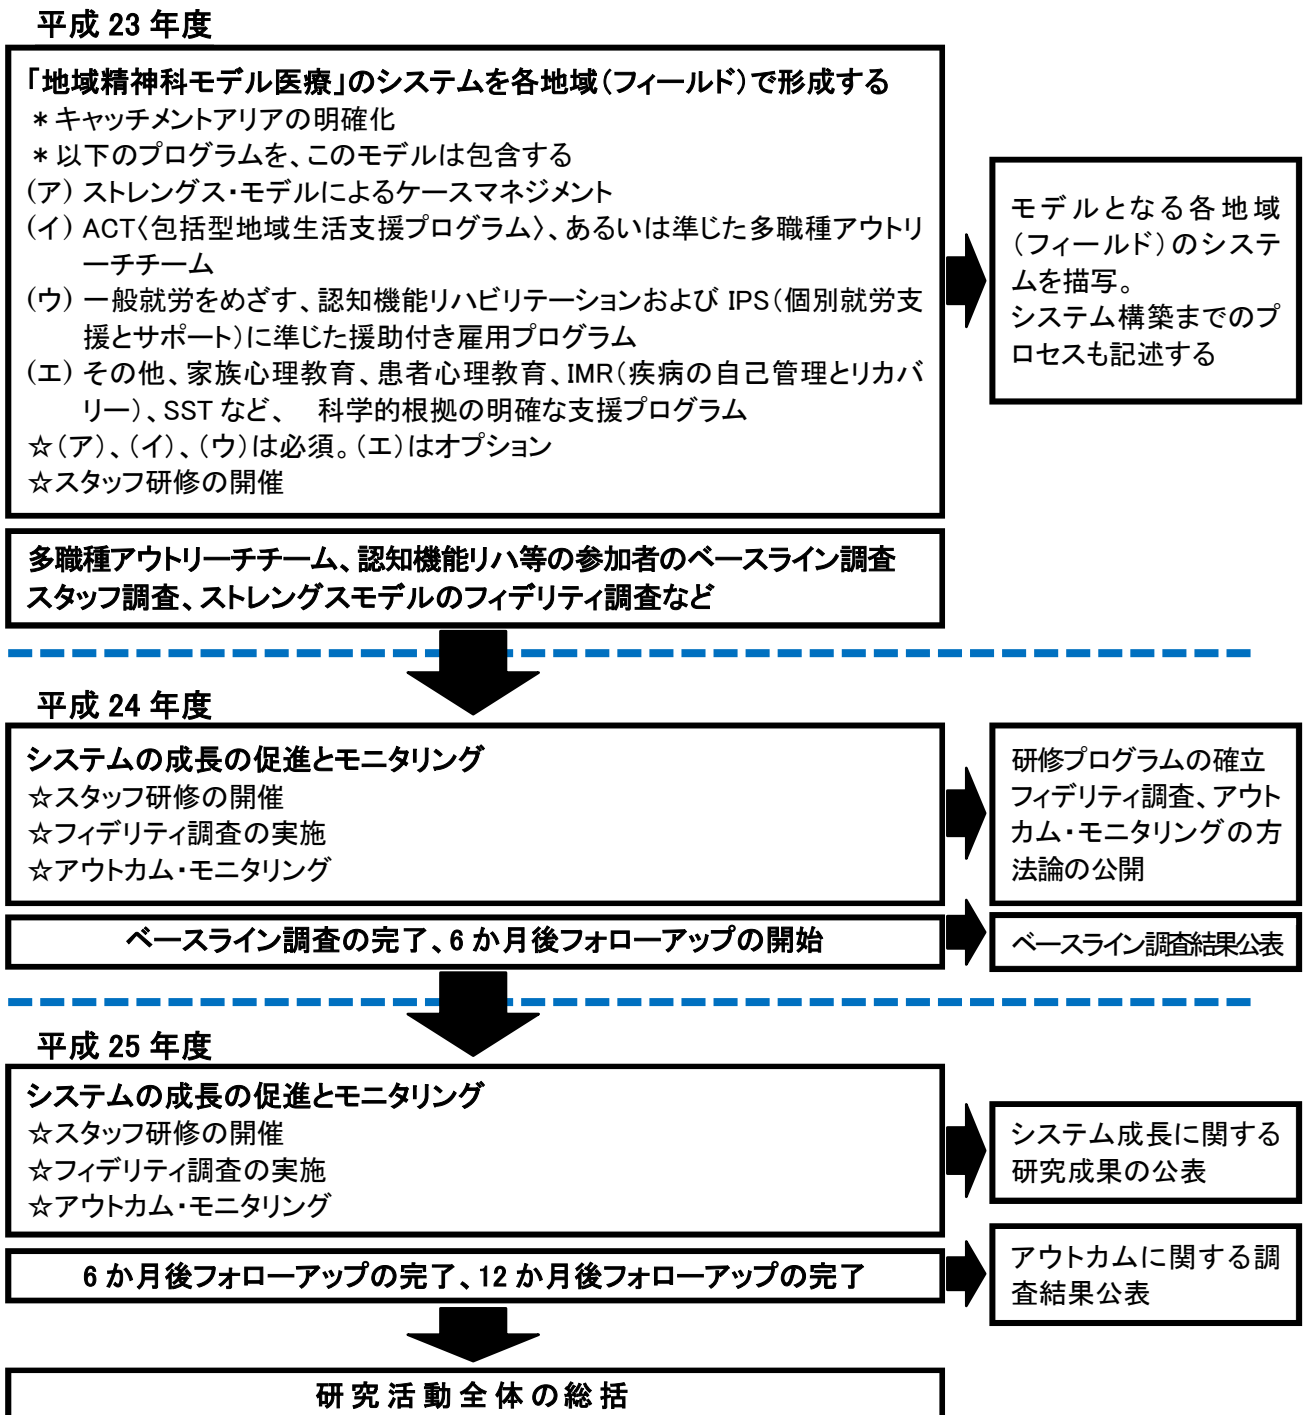 平成 23 年度
「地域精神科モデル医療」のシステムを各地域（フィールド）で形成する
＊キャッチメントアリアの明確化
＊以下のプログラムを、このモデルは包含する
(ア) ストレングス・モデルによるケースマネジメント
(イ) ACT〈包括型地域生活支援プログラム〉、あるいは準じた多職種アウトリ
ーチチーム
(ウ) 一般就労をめざす、認知機能リハビリテーションおよび IPS（個別就労支
援とサポート）に準じた援助付き雇用プログラム
(エ) その他、家族心理教育、患者心理教育、IMR（疾病の自己管理とリカバ
リー）、SST など、 科学的根拠の明確な支援プログラム
☆（ア）、（イ）、（ウ）は必須。（エ）はオプション
☆スタッフ研修の開催
モデルとなる各地域
（フィールド）のシステ
ムを描写。
システム構築までのプ
ロセスも記述する
多職種アウトリーチチーム、認知機能リハ等の参加者のベースライン調査
スタッフ調査、ストレングスモデルのフィデリティ調査など
平成 24 年度
システムの成長の促進とモニタリング
☆スタッフ研修の開催
☆フィデリティ調査の実施
☆アウトカム・モニタリング
研修プログラムの確立
フィデリティ調査、アウト
カム・モニタリングの方
法論の公開
ベースライン調査の完了、6 か月後フォローアップの開始
ベースライン調査結果公表
平成 25 年度
システムの成長の促進とモニタリング
☆スタッフ研修の開催
☆フィデリティ調査の実施
☆アウトカム・モニタリング
システム成長に関する
研究成果の公表
6 か月後フォローアップの完了、12 か月後フォローアップの完了
アウトカムに関する調
査結果公表
研究活動全体の総括